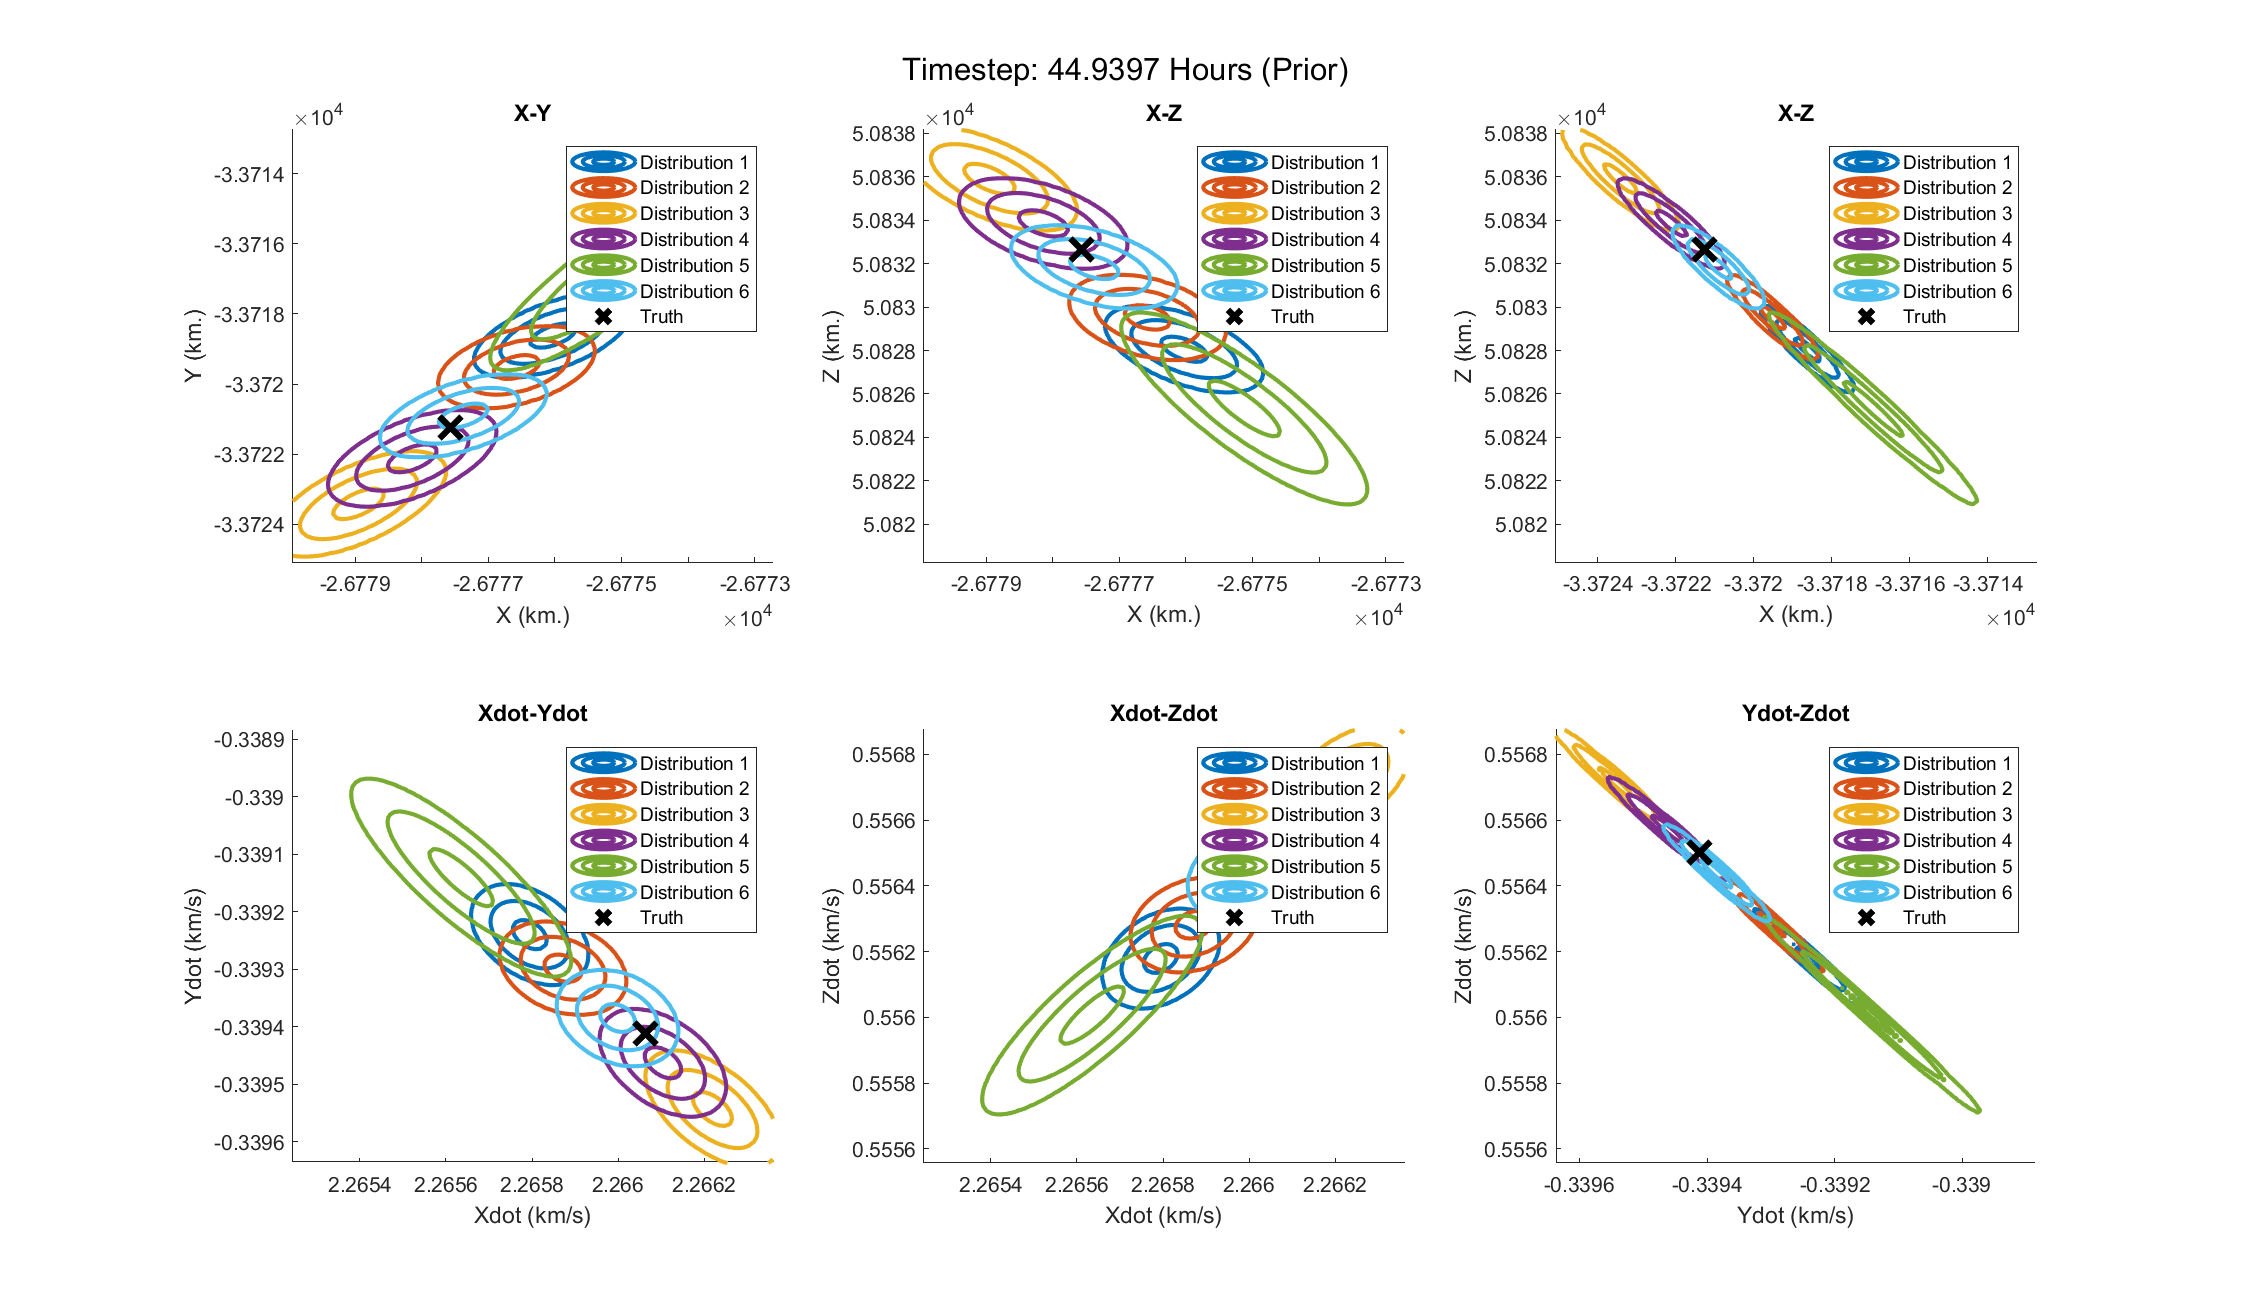 Timestep: 44.9397 Hours (Prior)
X-Y
×10^4
-3.3714
-3.3716
-3.3718
-3.372
-3.3722
-3.3724
Y (km.)
-2.6779 -2.6777 -2.6775 -2.6773
X (km.)
×10^4
Distribution 1
Distribution 2
Distribution 3
Distribution 4
Distribution 5
Distribution 6
Truth
X-Z
×10^4
5.0838
5.0836
5.0834
5.0832
5.083
5.0828
5.0826
5.0824
5.0822
5.082
Z (km.)
-2.6779 -2.6777 -2.6775 -2.6773
X (km.)
×10^4
Distribution 1
Distribution 2
Distribution 3
Distribution 4
Distribution 5
Distribution 6
Truth
X-Z
×10^4
5.0838
5.0836
5.0834
5.0832
5.083
5.0828
5.0826
5.0824
5.0822
5.082
Z (km.)
-3.3724 -3.3722 -3.372 -3.3718 -3.3716 -3.3714
X (km.)
×10^4
Distribution 1
Distribution 2
Distribution 3
Distribution 4
Distribution 5
Distribution 6
Truth
Xdot-Ydot
-0.3389
-0.339
-0.3391
-0.3392
-0.3393
-0.3394
-0.3395
-0.3396
Ydot (km/s)
2.2654 2.2656 2.2658 2.266 2.2662
Xdot (km/s)
Distribution 1
Distribution 2
Distribution 3
Distribution 4
Distribution 5
Distribution 6
Truth
Xdot-Zdot
0.5568
0.5566
0.5564
0.5562
0.556
0.5558
0.5556
Zdot (km/s)
2.2654 2.2656 2.2658 2.266 2.2662
Xdot (km/s)
Distribution 1
Distribution 2
Distribution 3
Distribution 4
Distribution 5
Distribution 6
Truth
Ydot-Zdot
0.5568
0.5566
0.5564
0.5562
0.556
0.5558
0.5556
Zdot (km/s)
-0.3396 -0.3394 -0.3392 -0.339
Ydot (km/s)
Distribution 1
Distribution 2
Distribution 3
Distribution 4
Distribution 5
Distribution 6
Truth